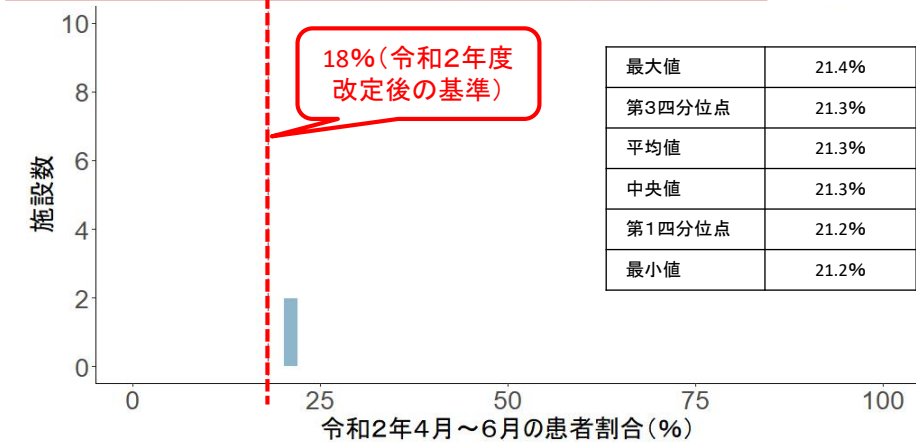 18%(令和2年度
改定後の基準)
最大値 21.4%
第3四分位点 21.3%
平均値 21.3%
中央値 21.3%
第1四分位点 21.2%
最小値 21.2%
施設数
10
8
6
4
2
0
0 25 50 75 100
令和2年4月~6月の患者割合(%)